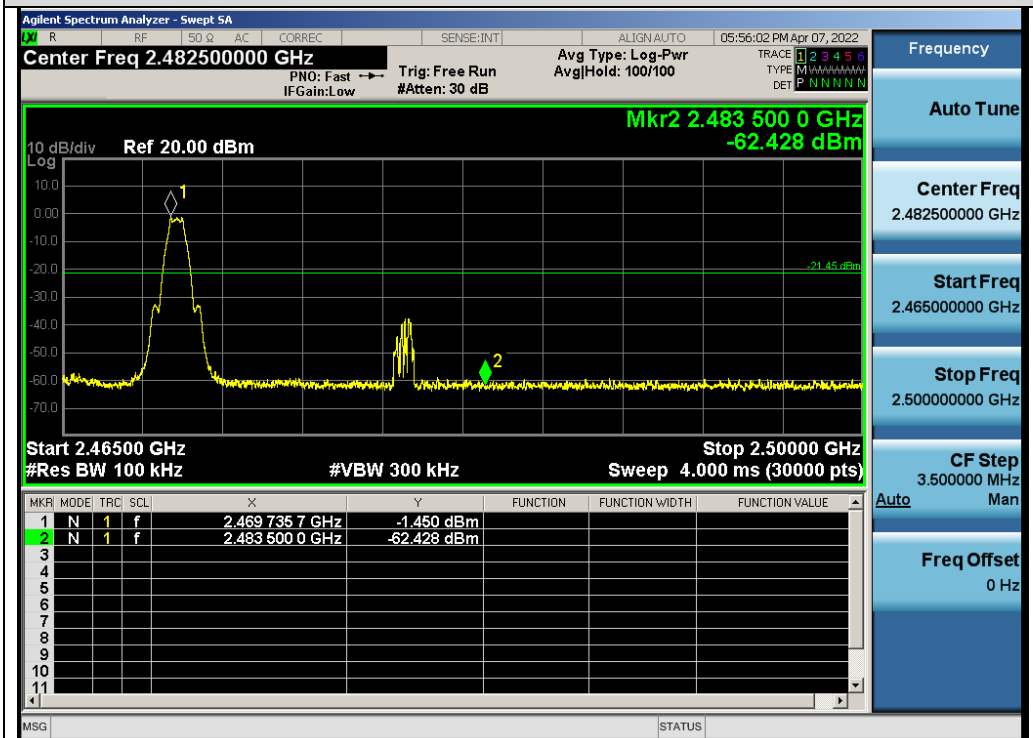 Agilent Spectrum Analyzer - Swept SA
LXI R RF 50 Ω AC CORREC SENSE:INT ALIGN AUTO 05:56:02 PM Apr 07, 2022
Center Freq 2.482500000 GHz
PNO: Fast
IFGain:Low
Trig: Free Run
#Atten: 30 dB
Avg Type: Log-Pwr
Avg|Hold: 100/100
TRACE 1 2 3 4 5 6
TYPE M
DET P N N N N N
Mkr2 2.483 500 0 GHz
-62.428 dBm
10 dB/div Ref 20.00 dBm
Log
10.0
0.00
-10.0
-20.0
-30.0
-40.0
-50.0
-60.0
-70.0
1
-21.45 dBm
2
Start 2.46500 GHz Stop 2.50000 GHz
#Res BW 100 kHz #VBW 300 kHz Sweep 4.000 ms (30000 pts)
MKR MODE TRC SCL X Y FUNCTION FUNCTION WIDTH FUNCTION VALUE
1 N 1 f 2.469 735 7 GHz -1.450 dBm
2 N 1 f 2.483 500 0 GHz -62.428 dBm
3
4
5
6
7
8
9
10
11
MSG STATUS
Frequency
Auto Tune
Center Freq
2.482500000 GHz
Start Freq
2.465000000 GHz
Stop Freq
2.500000000 GHz
CF Step
3.500000 MHz
Auto Man
Freq Offset
0 Hz